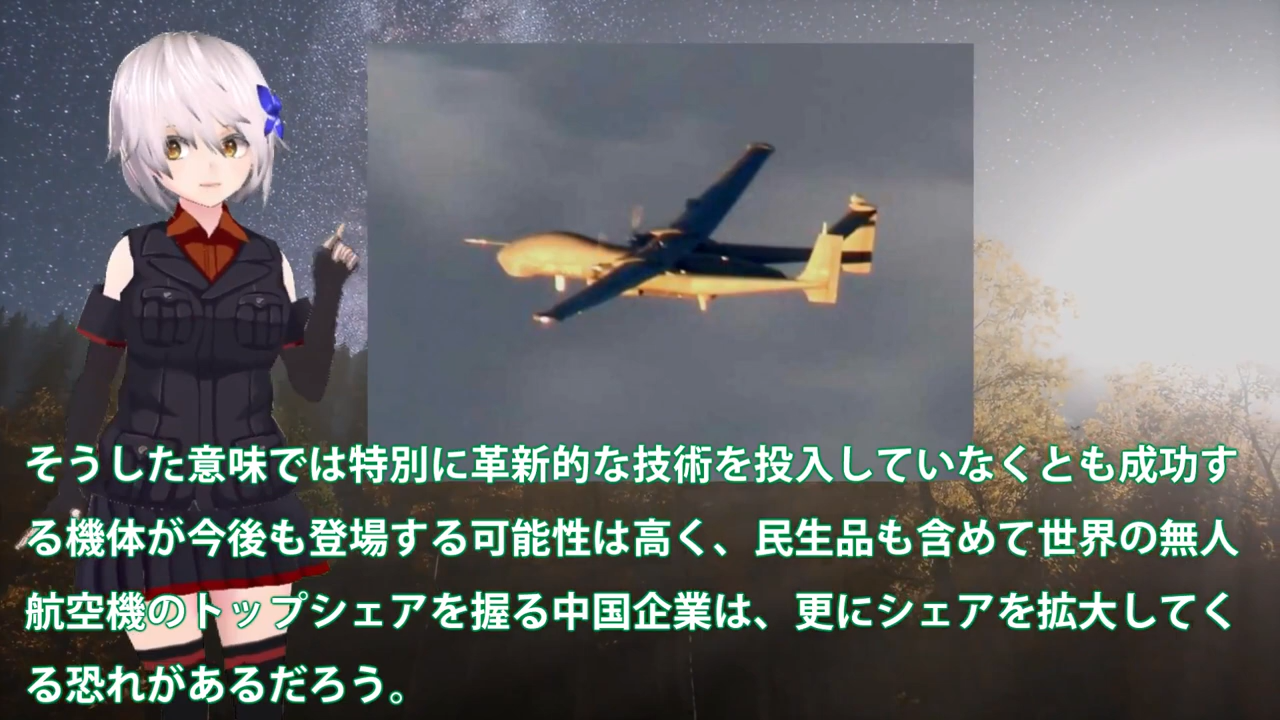 そうした意味では特別に革新的な技術を投入していなくとも成功す
る機体が今後も登場する可能性は高く、民生品も含めて世界の無人
航空機のトップシェアを握る中国企業は、更にシェアを拡大してく
る恐れがあるだろう。